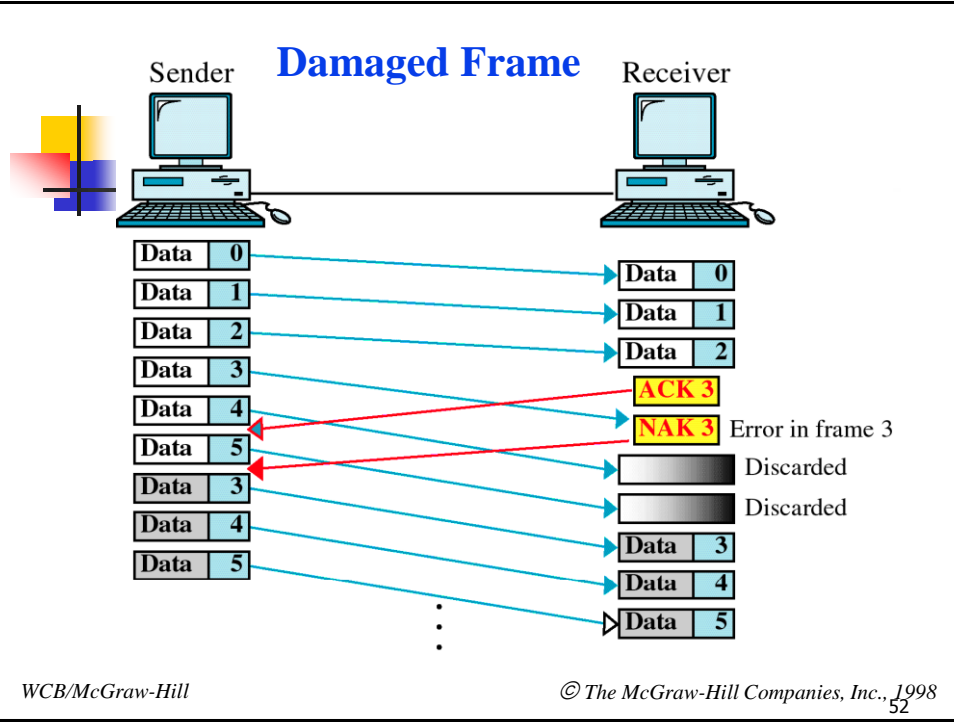 Damaged Frame
Sender
Receiver
Data 0
Data 1
Data 2
Data 3
Data 4
Data 5
Data 3
Data 4
Data 5
Data 0
Data 1
Data 2
ACK 3
NAK 3 Error in frame 3
Discarded
Discarded
Data 3
Data 4
Data 5
WCB/McGraw-Hill
© The McGraw-Hill Companies, Inc., 1998
52